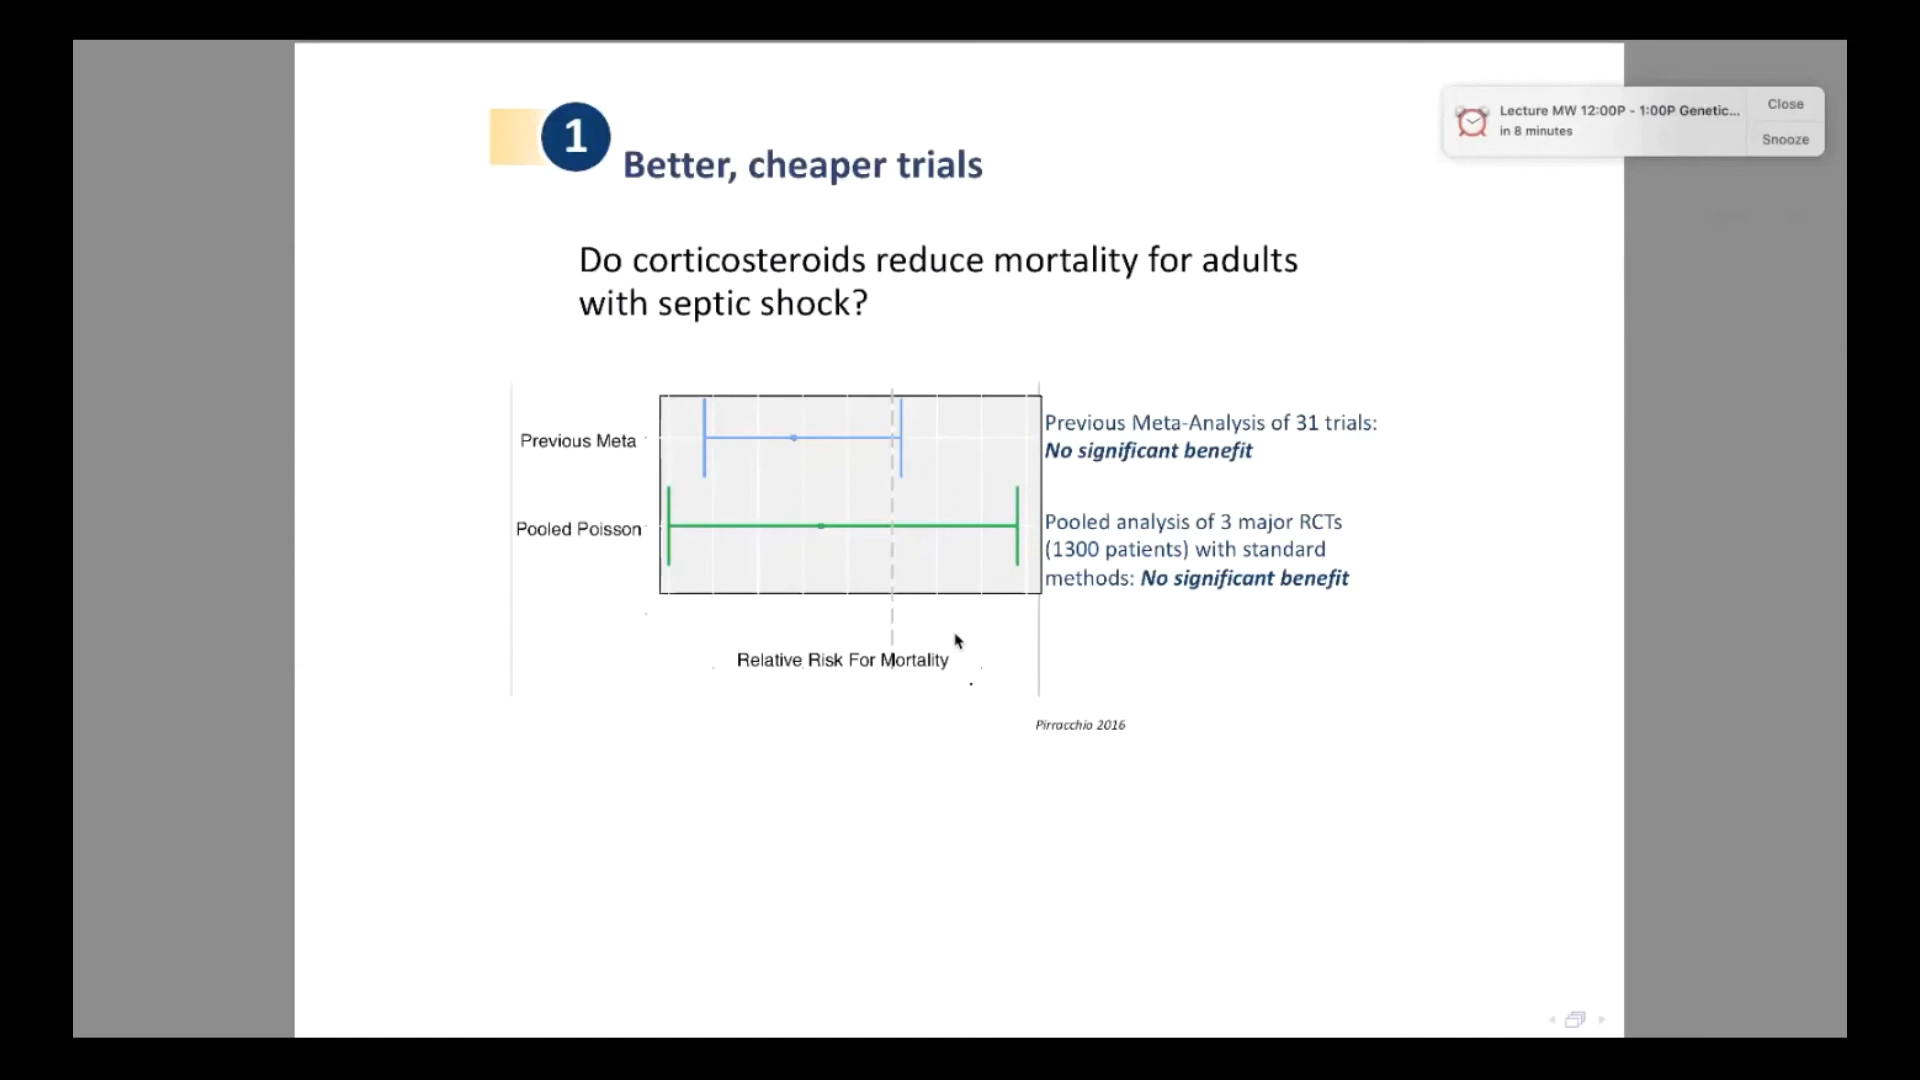 1
Better, cheaper trials
Lecture MW 12:00P - 1:00P Genetic...
in 8 minutes
Close
Snooze
Do corticosteroids reduce mortality for adults
with septic shock?
Previous Meta
Pooled Poisson
Relative Risk For Mortality
Previous Meta-Analysis of 31 trials:
No significant benefit
Pooled analysis of 3 major RCTs
(1300 patients) with standard
methods: No significant benefit
Pirracchio 2016